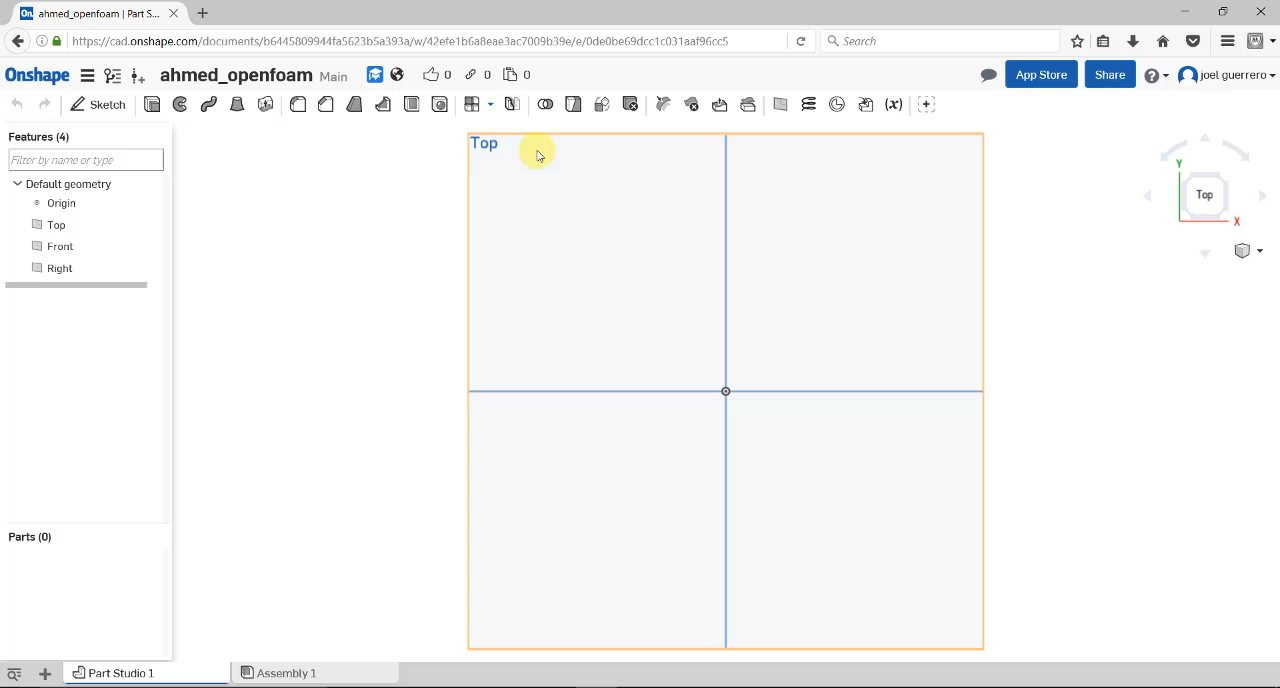 ahmed_openfoam | Part S...
https://cad.onshape.com/documents/b6445809944fa5623b5a393a/w/42efe1b6a8eae3ac7009b39e/e/0de0be69dcc1c031aaf96cc5
Search
Onshape
ahmed_openfoam Main
0 0 0
App Store
Share
joel guerrero
Sketch
(x)
Features (4)
Filter by name or type
Default geometry
Origin
Top
Front
Right
Parts (0)
Top
Y
Top
X
Part Studio 1
Assembly 1